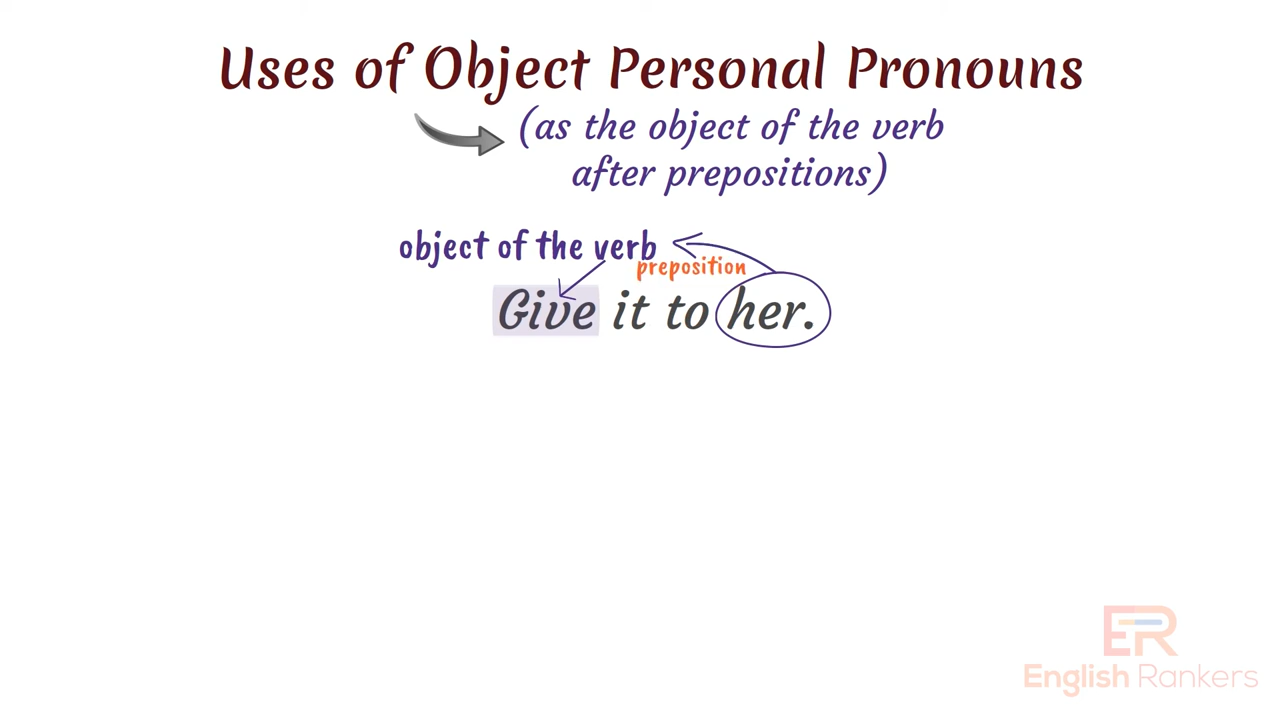 Uses of Object Personal Pronouns
(as the object of the verb
after prepositions)
object of the verb
preposition
Give it to her.
ER
English Rankers